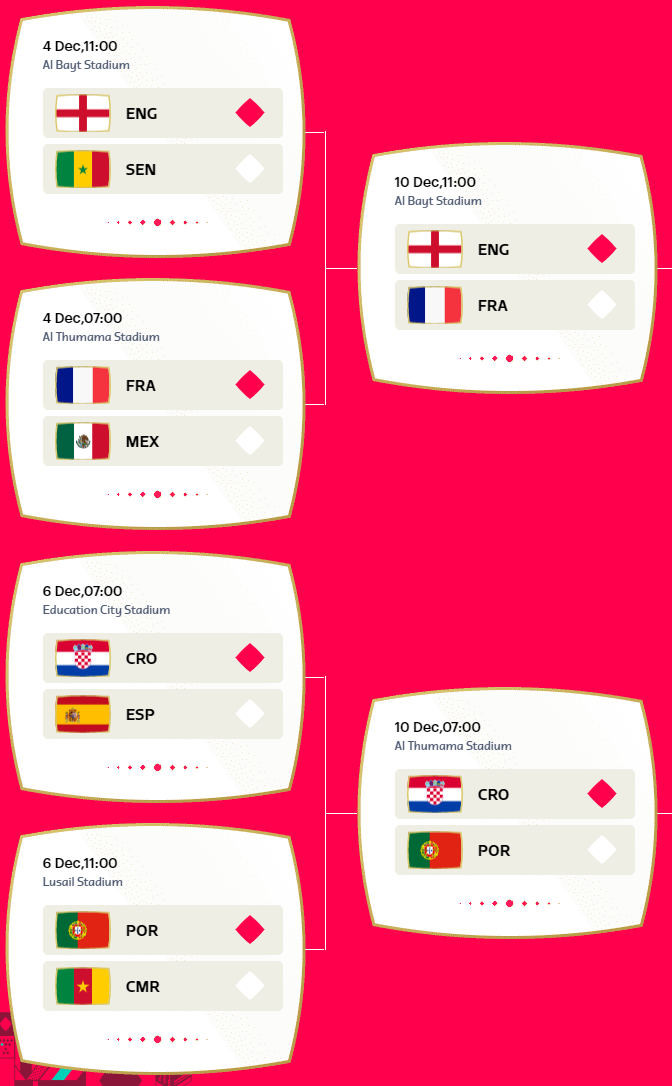 4 Dec,11:00
Al Bayt Stadium
ENG
SEN
4 Dec,07:00
Al Thumama Stadium
FRA
MEX
10 Dec,11:00
Al Bayt Stadium
ENG
FRA
6 Dec,07:00
Education City Stadium
CRO
ESP
6 Dec,11:00
Lusail Stadium
POR
CMR
10 Dec,07:00
Al Thumama Stadium
CRO
POR